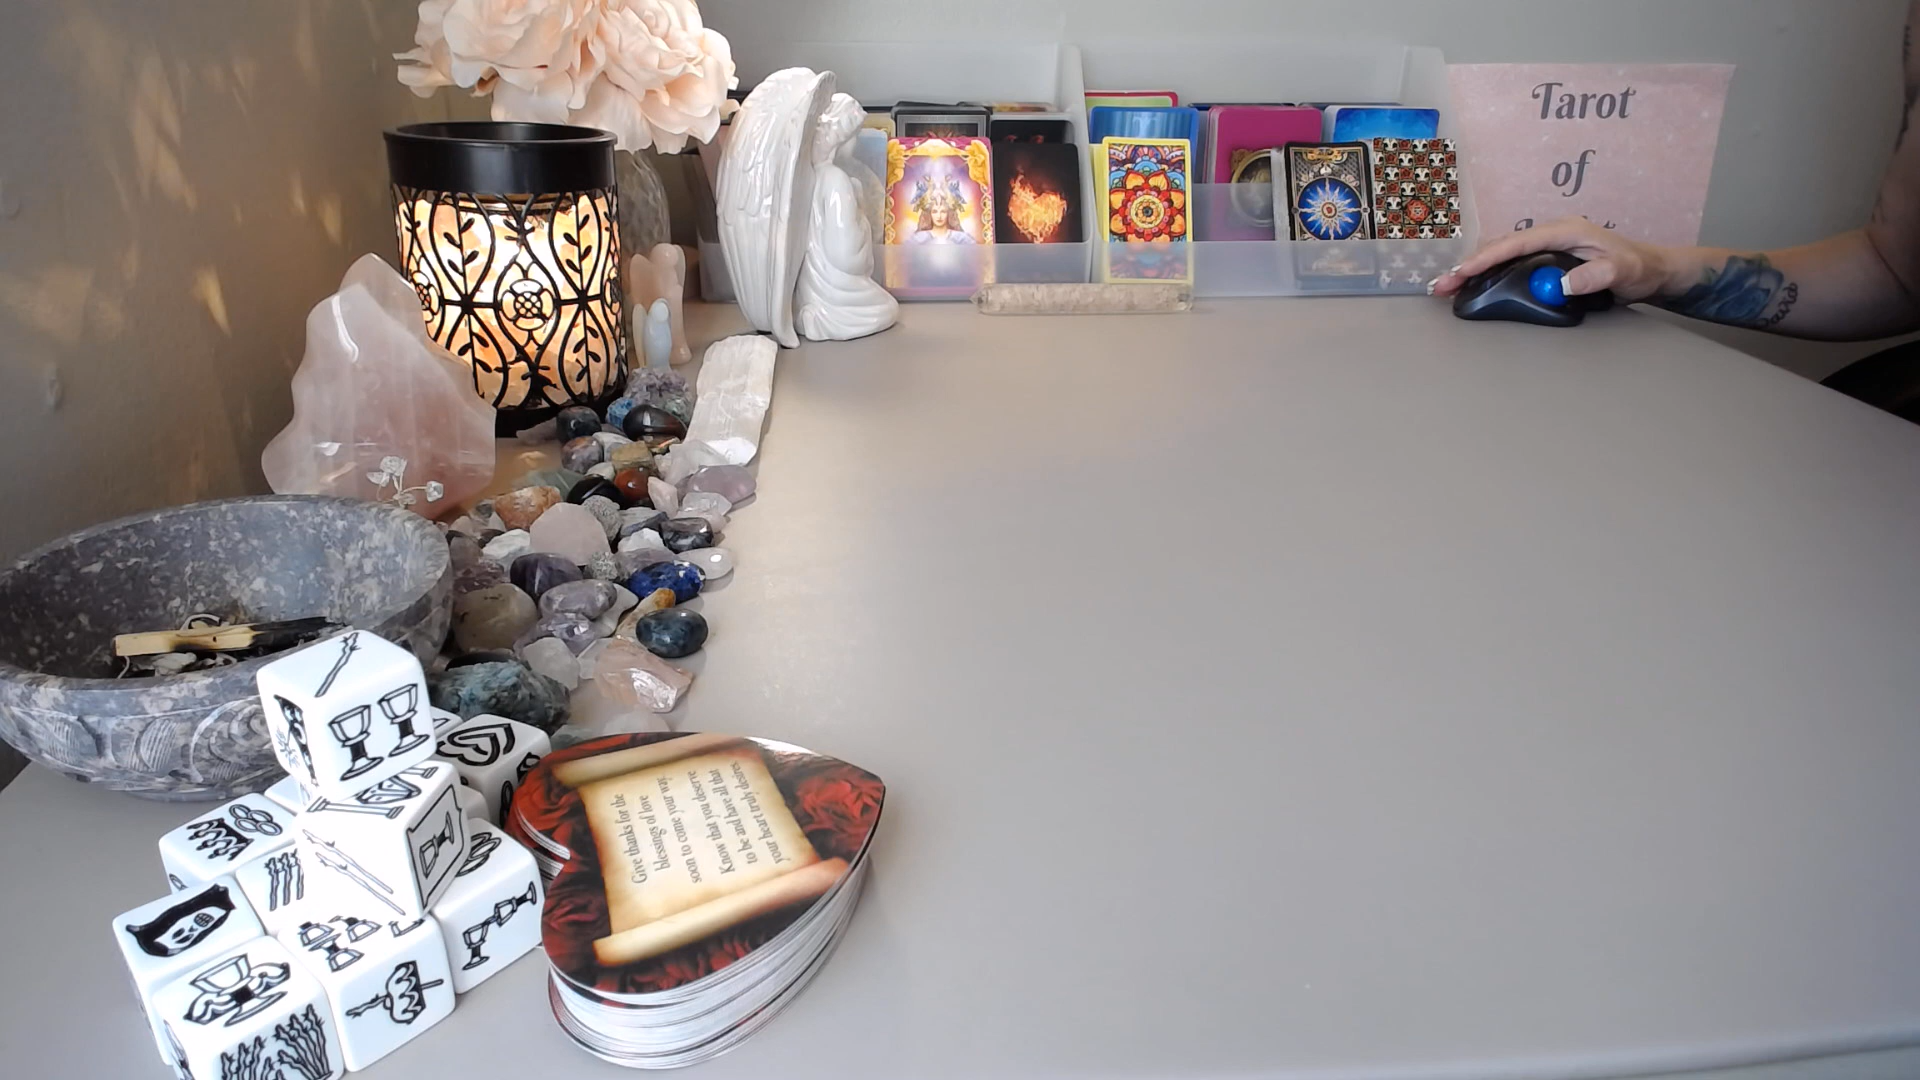 Tarot
of
Give thanks for the
blessings of love
soon to come your way.
Know that you deserve
to be and have all that
your heart truly desires.
David